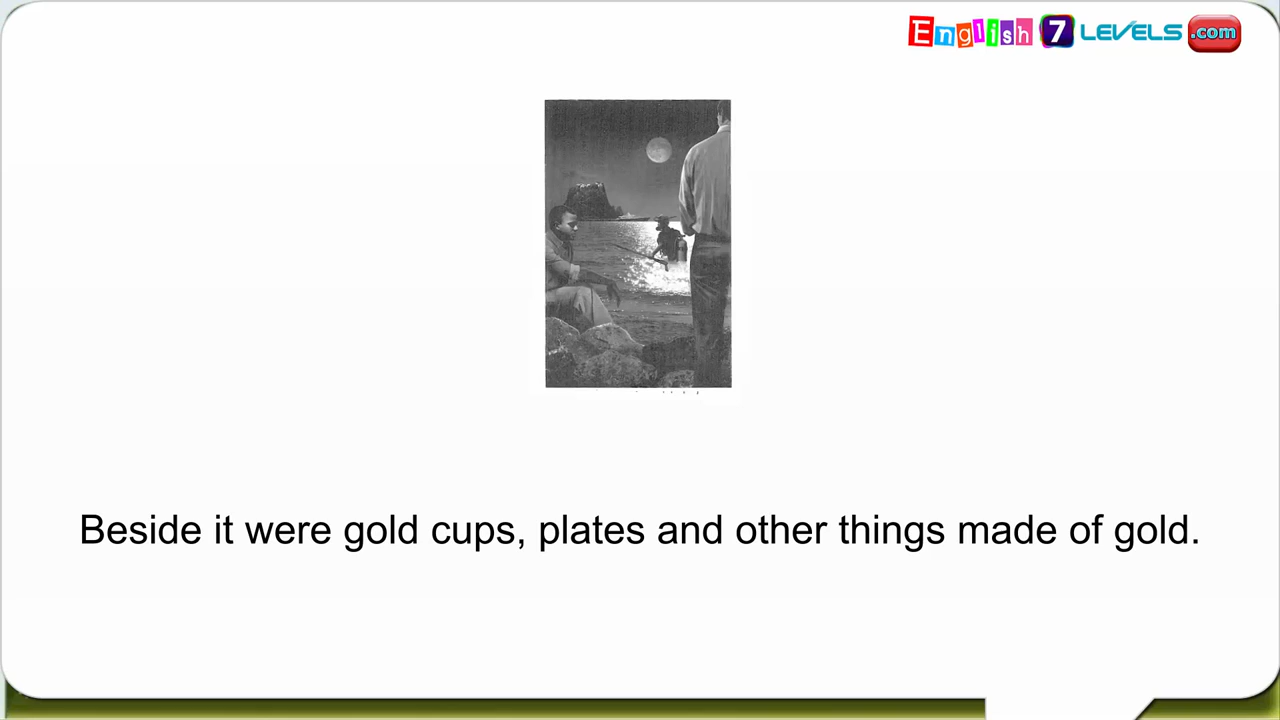 English 7 LEVELS .com
Beside it were gold cups, plates and other things made of gold.